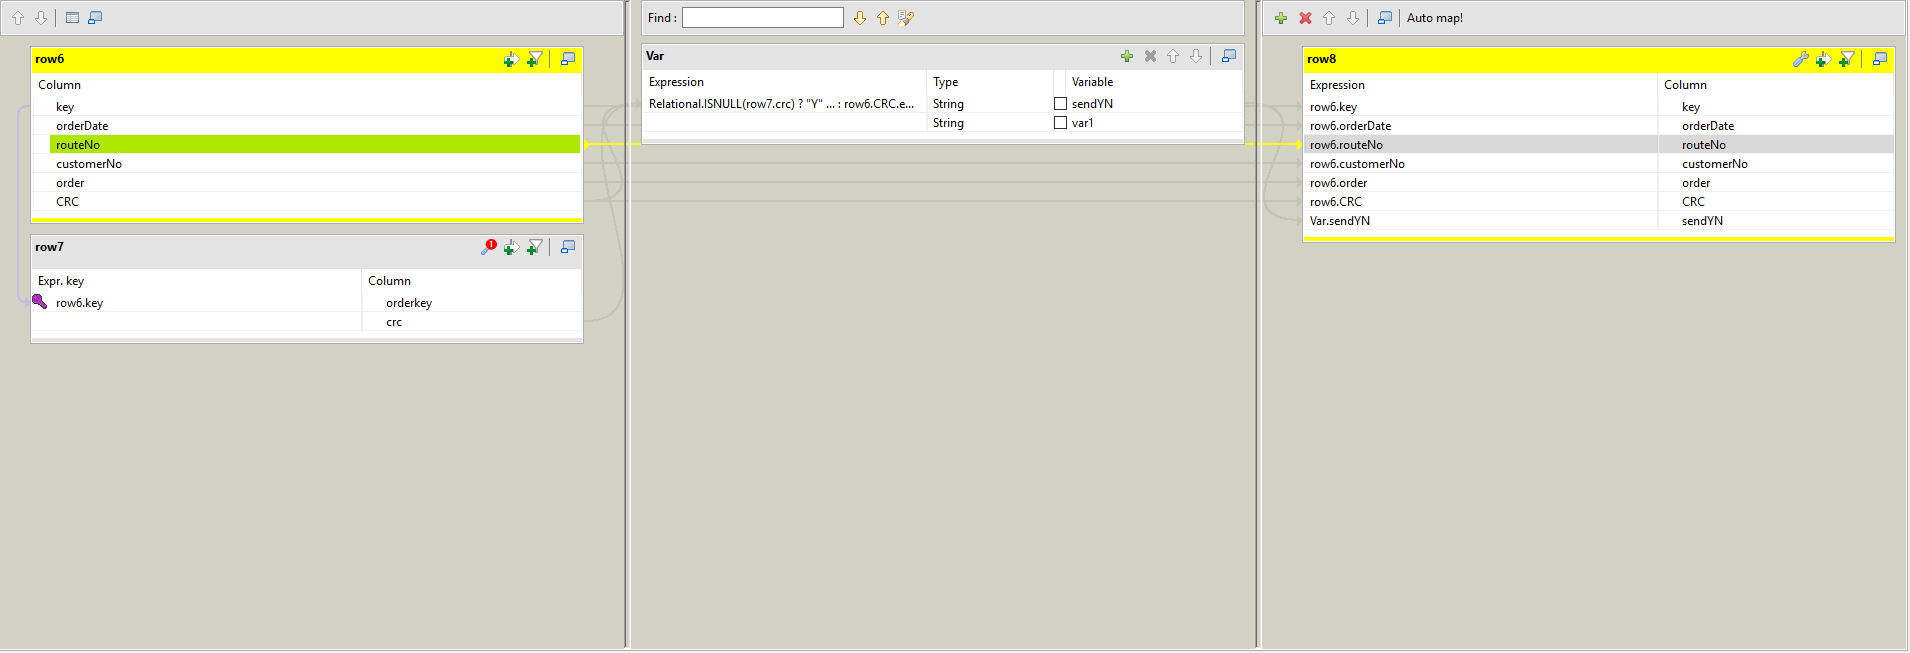 row6
Column
key
orderDate
routeNo
customerNo
order
CRC
row7
1
Expr. key Column
row6.key orderkey
crc
Find :
Var
Expression Type Variable
Relational.ISNULL(row7.crc) ? "Y" ... : row6.CRC.e... String sendYN
String var1
Auto map!
row8
Expression Column
row6.key key
row6.orderDate orderDate
row6.routeNo routeNo
row6.customerNo customerNo
row6.order order
row6.CRC CRC
Var.sendYN sendYN